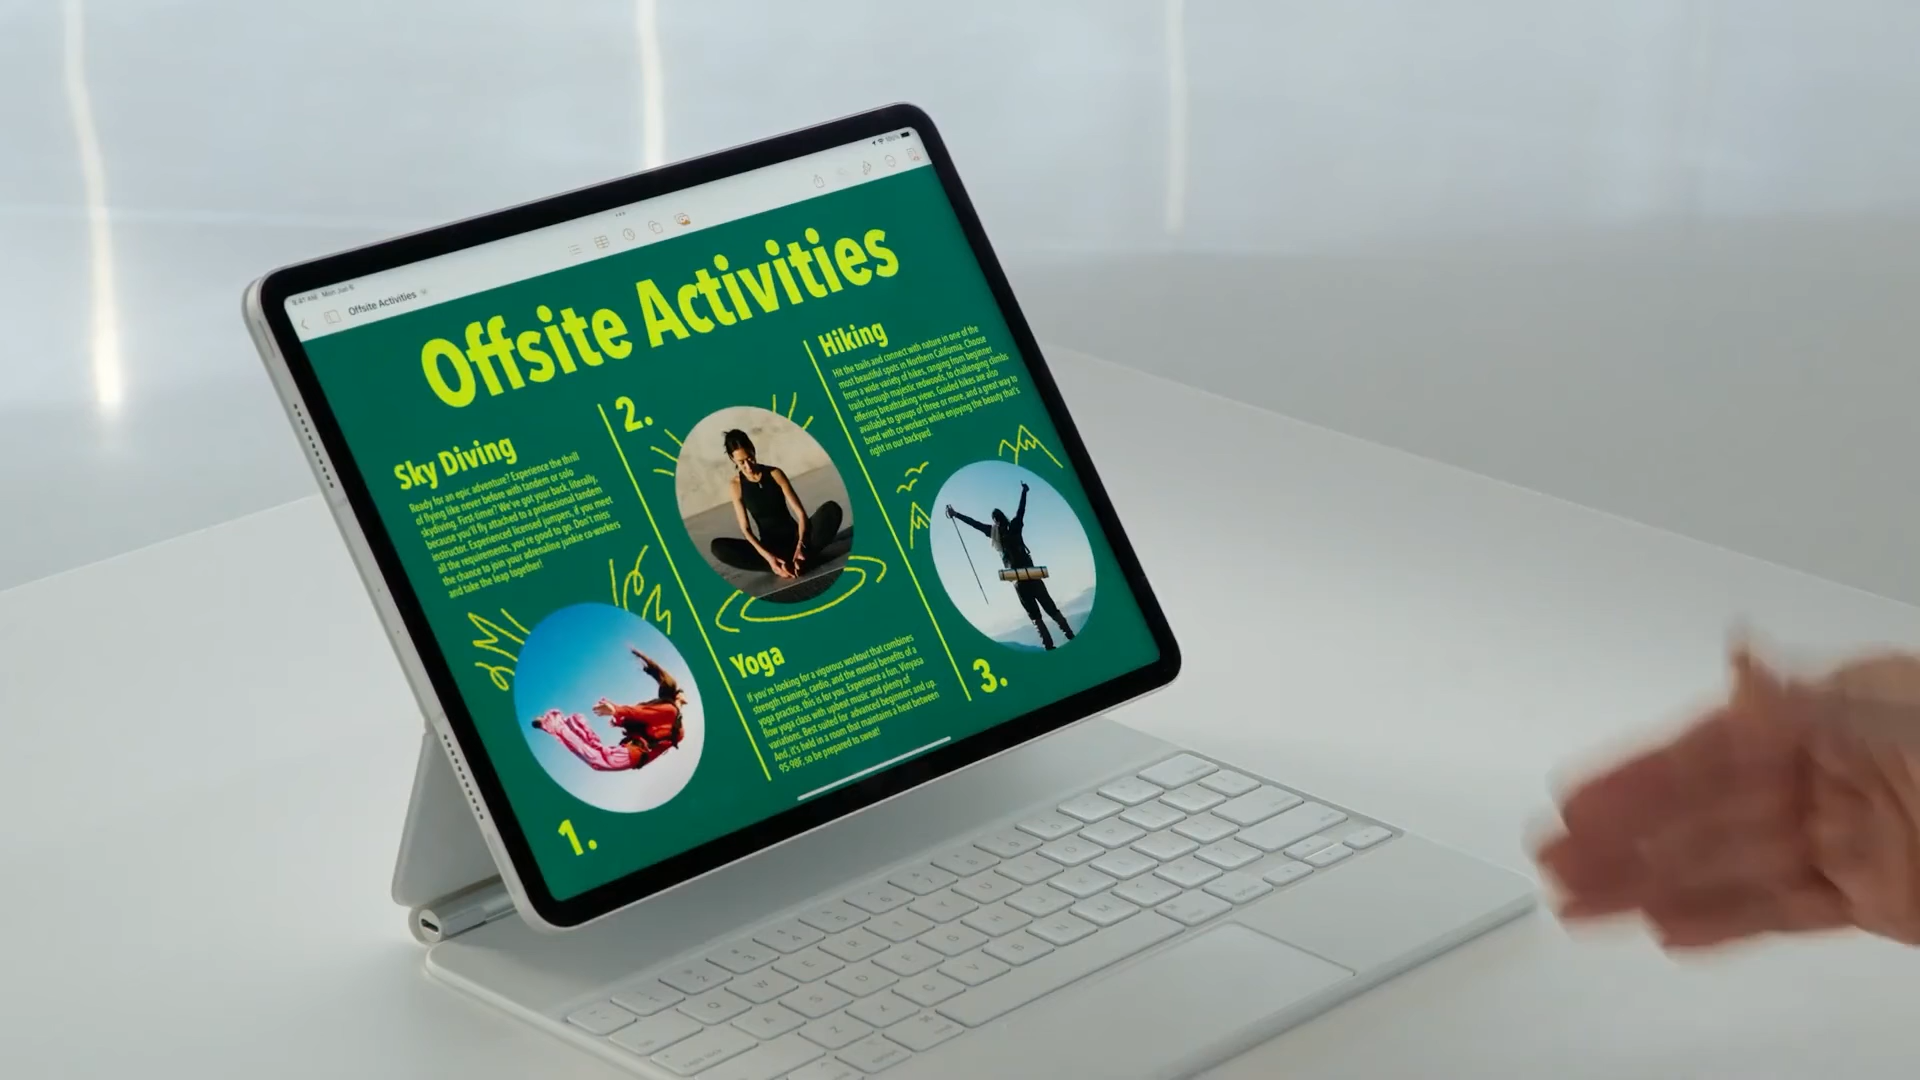 9:41 AM Mon Jun 6
100%
Offsite Activities
Offsite Activities
Sky Diving
Ready for an epic adventure? Experience the thrill
of flying like never before with tandem or solo
skydiving. First timer? We've got your back, literally,
because you'll fly attached to a professional tandem
instructor. Experienced licensed jumpers, if you meet
all the requirements, you're good to go. Don't miss
the chance to join your adrenaline junkie co-workers
and take the leap together!
1.
2.
Yoga
If you're looking for a vigorous workout that combines
strength training, cardio, and the mental benefits of a
yoga practice, this is for you. Experience a fun, Vinyasa
flow yoga class with upbeat music and plenty of
variations. Best suited for advanced beginners and up.
And, it's held in a room that maintains a heat between
95-98F, so be prepared to sweat!
Hiking
Hit the trails and connect with nature in one of the
most beautiful spots in Northern California. Choose
from a wide variety of hikes, ranging from beginner
trails through majestic redwoods, to challenging climbs
offering breathtaking views. Guided hikes are also
available to groups of three or more, and a great way to
bond with co-workers while enjoying the beauty that's
right in our backyard.
3.